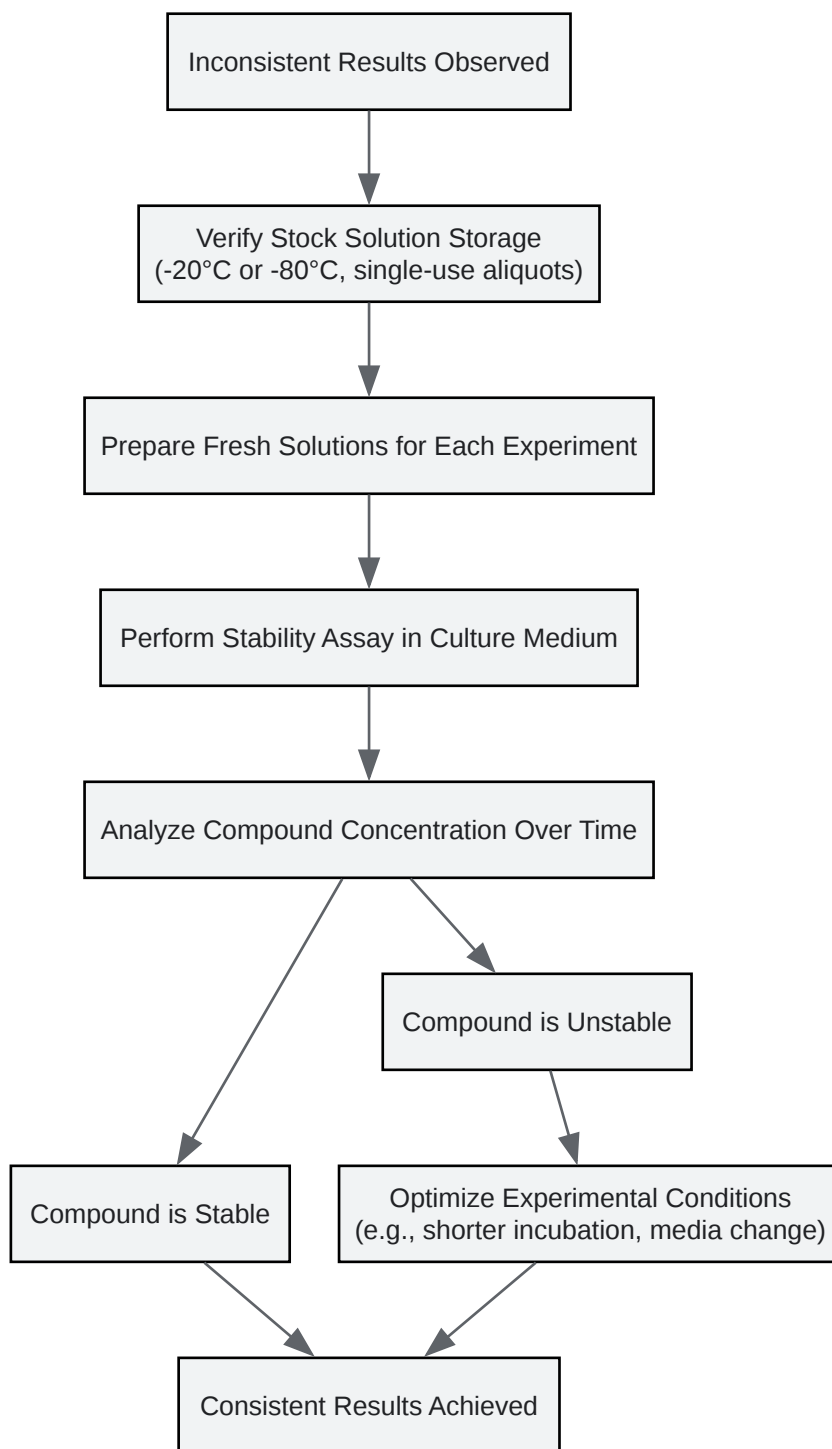 Inconsistent Results Observed
Verify Stock Solution Storage
(-20°C or -80°C, single-use aliquots)
Prepare Fresh Solutions for Each Experiment
Perform Stability Assay in Culture Medium
Analyze Compound Concentration Over Time
Compound is Unstable
Compound is Stable
Optimize Experimental Conditions
(e.g., shorter incubation, media change)
Consistent Results Achieved